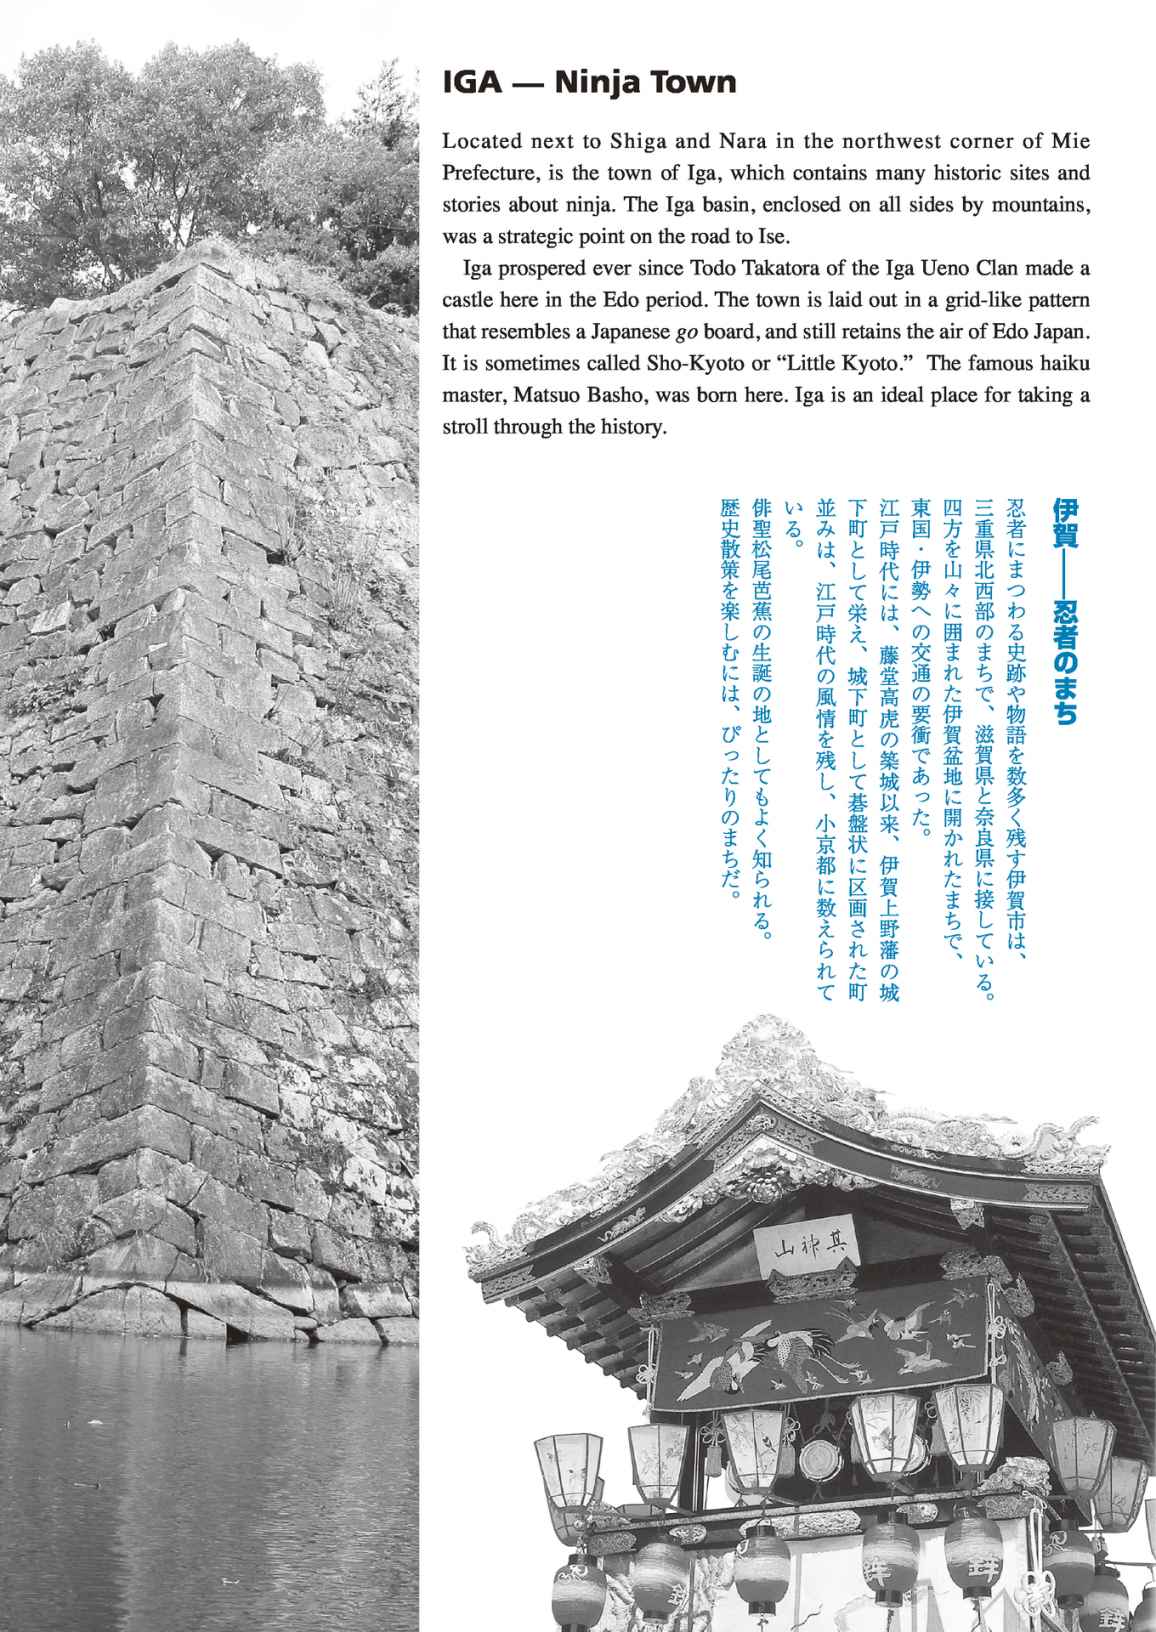 IGA — Ninja Town
Located next to Shiga and Nara in the northwest corner of Mie
Prefecture, is the town of Iga, which contains many historic sites and
stories about ninja. The Iga basin, enclosed on all sides by mountains,
was a strategic point on the road to Ise.
Iga prospered ever since Todo Takatora of the Iga Ueno Clan made a
castle here in the Edo period. The town is laid out in a grid-like pattern
that resembles a Japanese go board, and still retains the air of Edo Japan.
It is sometimes called Sho-Kyoto or “Little Kyoto.” The famous haiku
master, Matsuo Basho, was born here. Iga is an ideal place for taking a
stroll through the history.
伊賀──忍者のまち
忍者にまつわる史跡や物語を数多く残す伊賀市は、
三重県北西部のまちで、滋賀県と奈良県に接している。
四方を山々に囲まれた伊賀盆地に開かれたまちで、
東国・伊勢への交通の要衝であった。
江戸時代には、藤堂高虎の築城以来、伊賀上野藩の城
下町として栄え、城下町として碁盤状に区画された町
並みは、江戸時代の風情を残し、小京都に数えられて
いる。
俳聖松尾芭蕉の生誕の地としてもよく知られる。
歴史散策を楽しむには、ぴったりのまちだ。
其神山
鉾
鉾
鉾